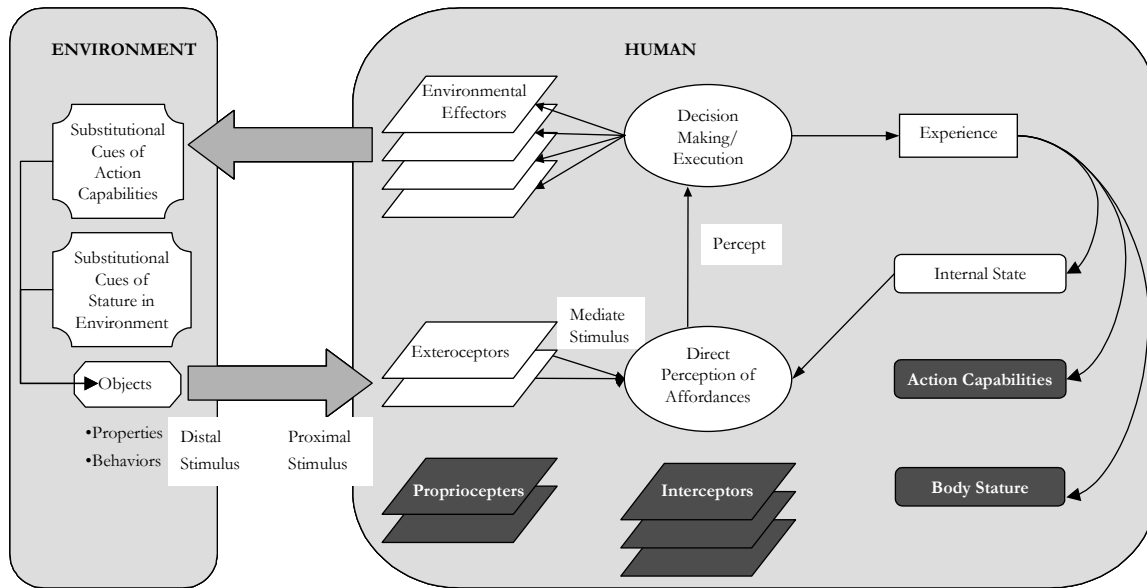 ENVIRONMENT
Substitutional
Cues of
Action
Capabilities
Substitutional
Cues of
Stature in
Environment
Objects
•Properties
•Behaviors
Distal
Stimulus
Proximal
Stimulus
HUMAN
Environmental
Effectors
Decision
Making/
Execution
Experience
Percept
Internal State
Mediate
Stimulus
Exteroceptors
Direct
Perception of
Affordances
Action Capabilities
Propriocepters
Interceptors
Body Stature